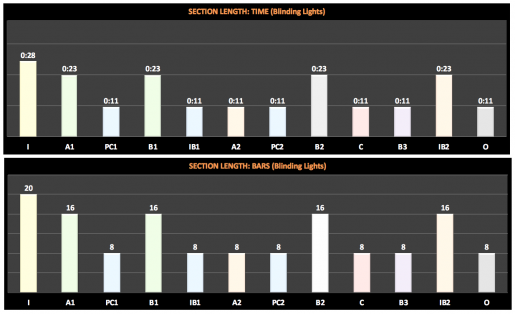 SECTION LENGTH: TIME (Blinding Lights)
0:28 0:23 0:11 0:23 0:11 0:11 0:11 0:23 0:11 0:11 0:23 0:11
I A1 PC1 B1 IB1 A2 PC2 B2 C B3 IB2 O
SECTION LENGTH: BARS (Blinding Lights)
20 16 8 16 8 8 8 16 8 8 16 8
I A1 PC1 B1 IB1 A2 PC2 B2 C B3 IB2 O